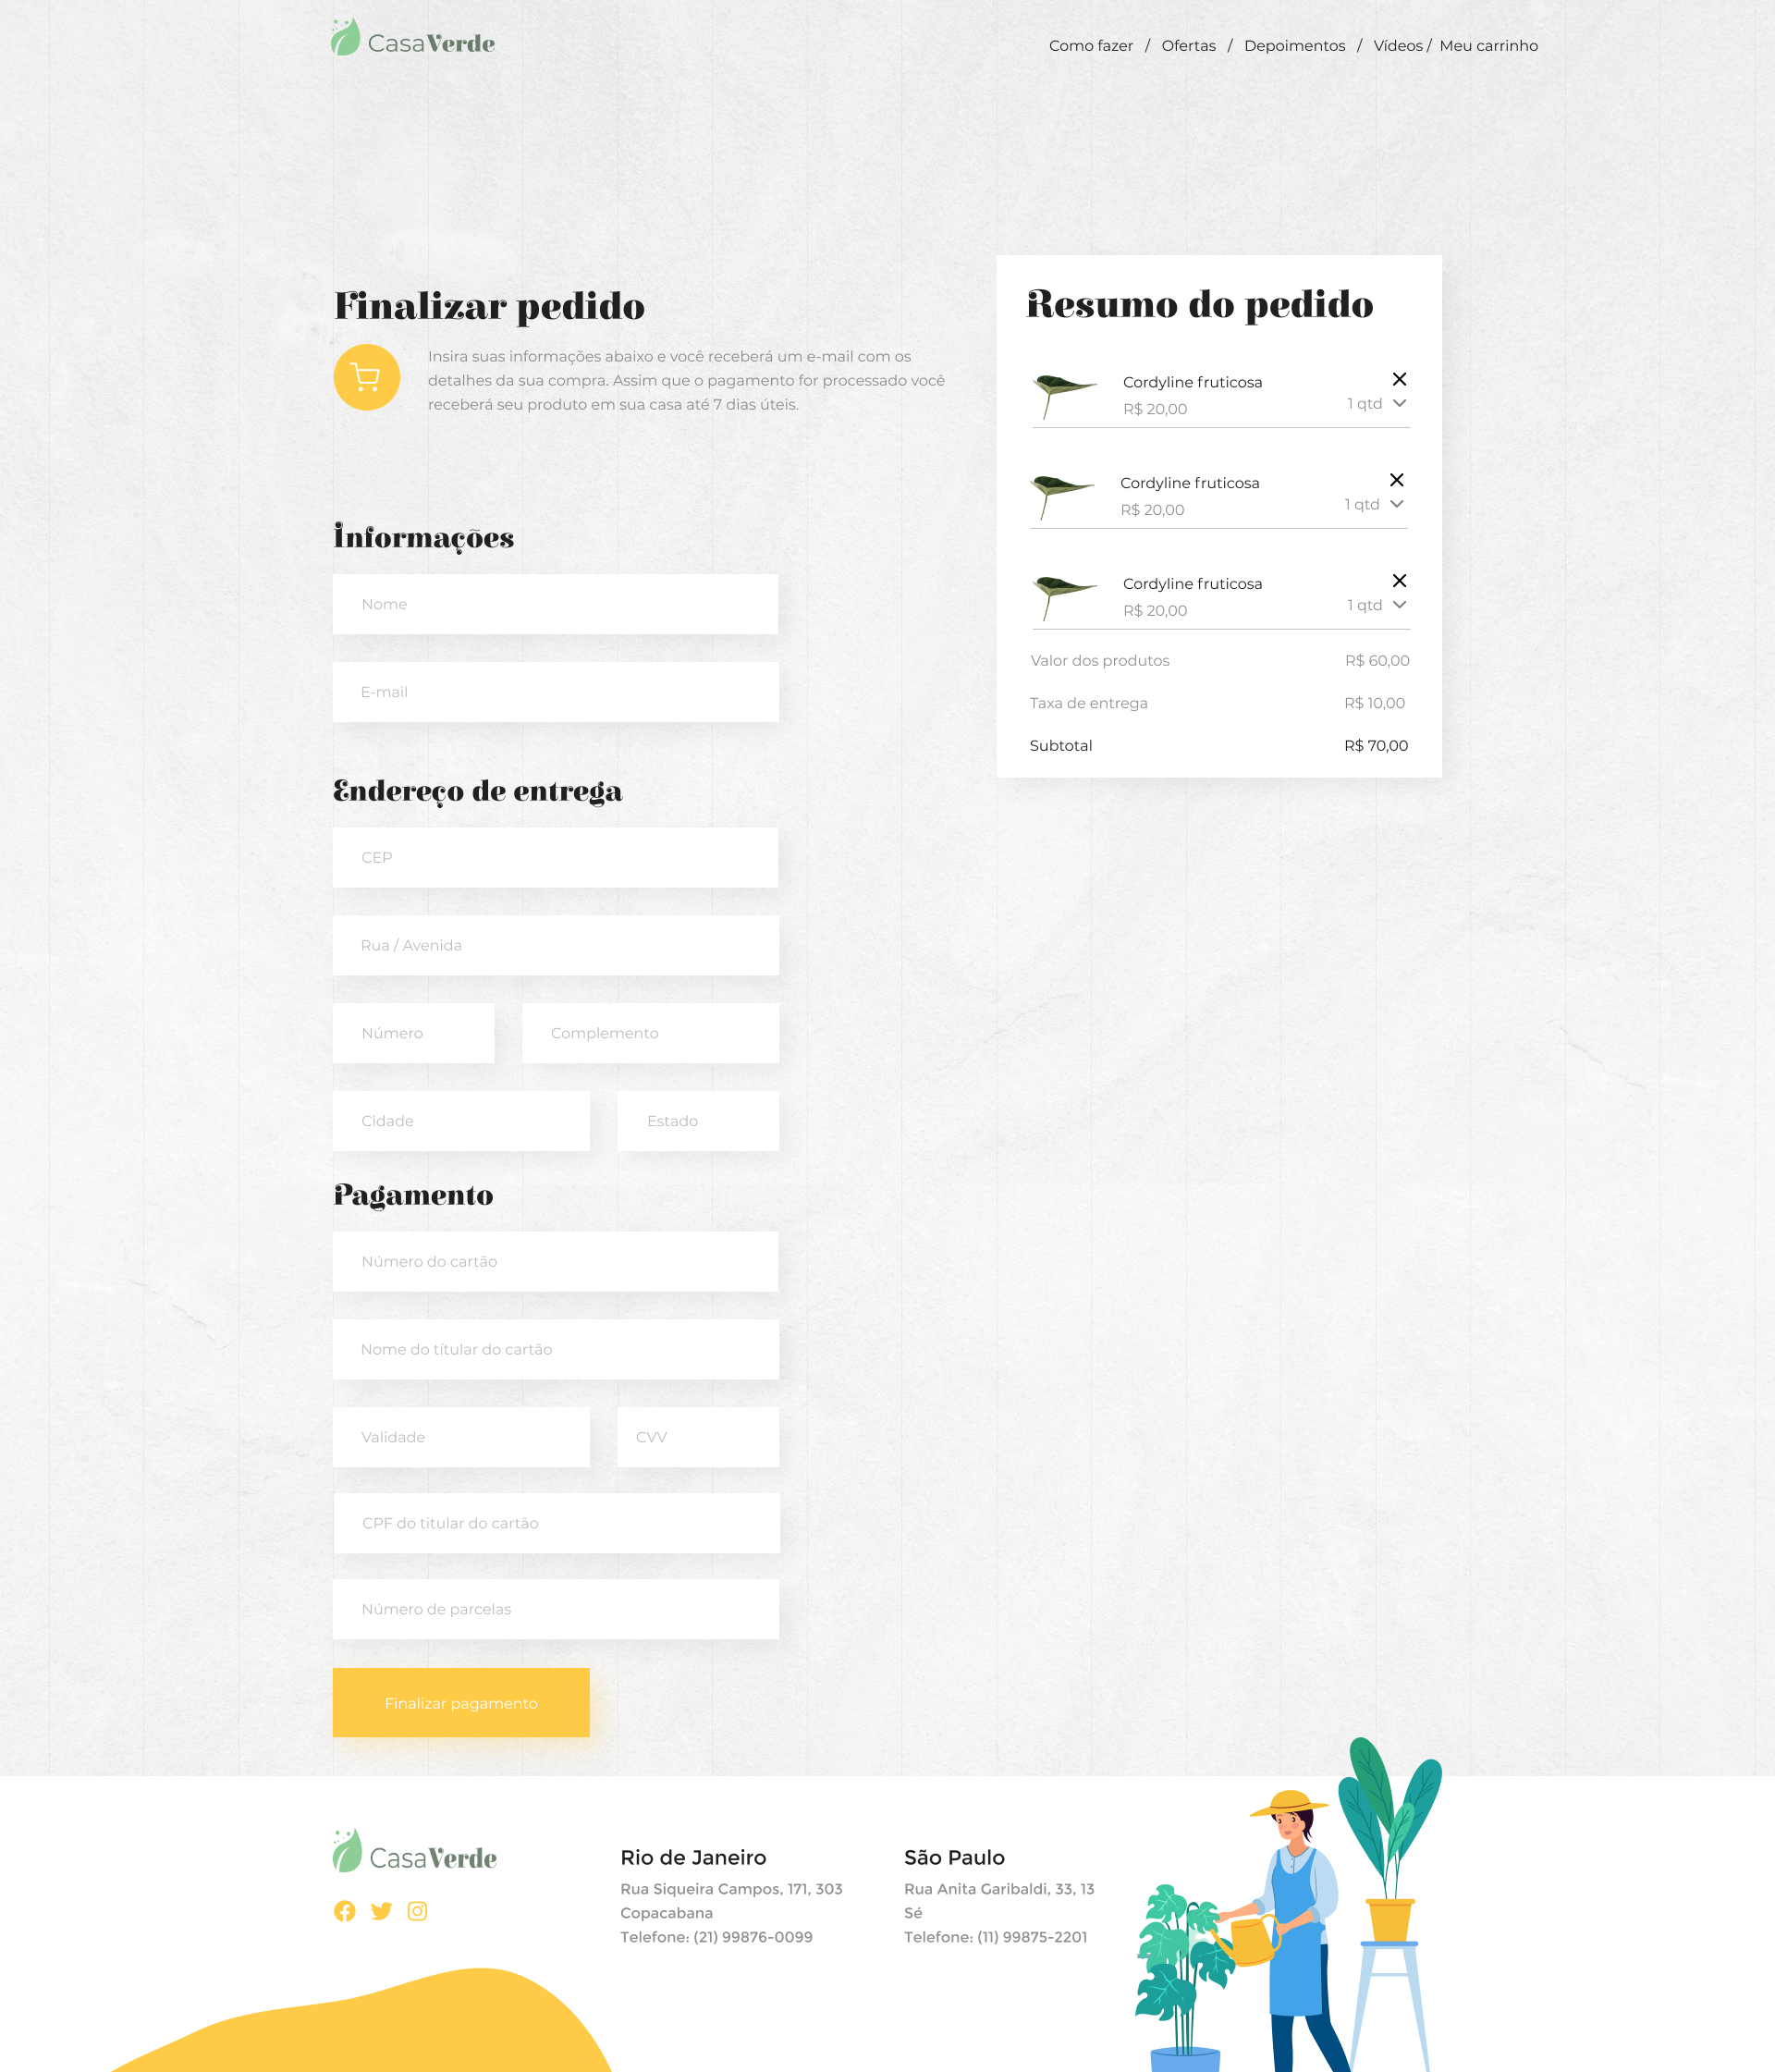 CasaVerde
Como fazer / Ofertas / Depoimentos / Vídeos / Meu carrinho
Finalizar pedido
Insira suas informações abaixo e você receberá um e-mail com os
detalhes da sua compra. Assim que o pagamento for processado você
receberá seu produto em sua casa até 7 dias úteis.
Informações
Nome
E-mail
Endereço de entrega
CEP
Rua / Avenida
Número
Complemento
Cidade
Estado
Pagamento
Número do cartão
Nome do títular do cartão
Validade
CVV
CPF do titular do cartão
Número de parcelas
Finalizar pagamento
Resumo do pedido
Cordyline fruticosa
R$ 20,00
1 qtd
Cordyline fruticosa
R$ 20,00
1 qtd
Cordyline fruticosa
R$ 20,00
1 qtd
Valor dos produtos R$ 60,00
Taxa de entrega R$ 10,00
Subtotal R$ 70,00
CasaVerde
Rio de Janeiro
Rua Siqueira Campos, 171, 303
Copacabana
Telefone: (21) 99876-0099
São Paulo
Rua Anita Garibaldi, 33, 13
Sé
Telefone: (11) 99875-2201